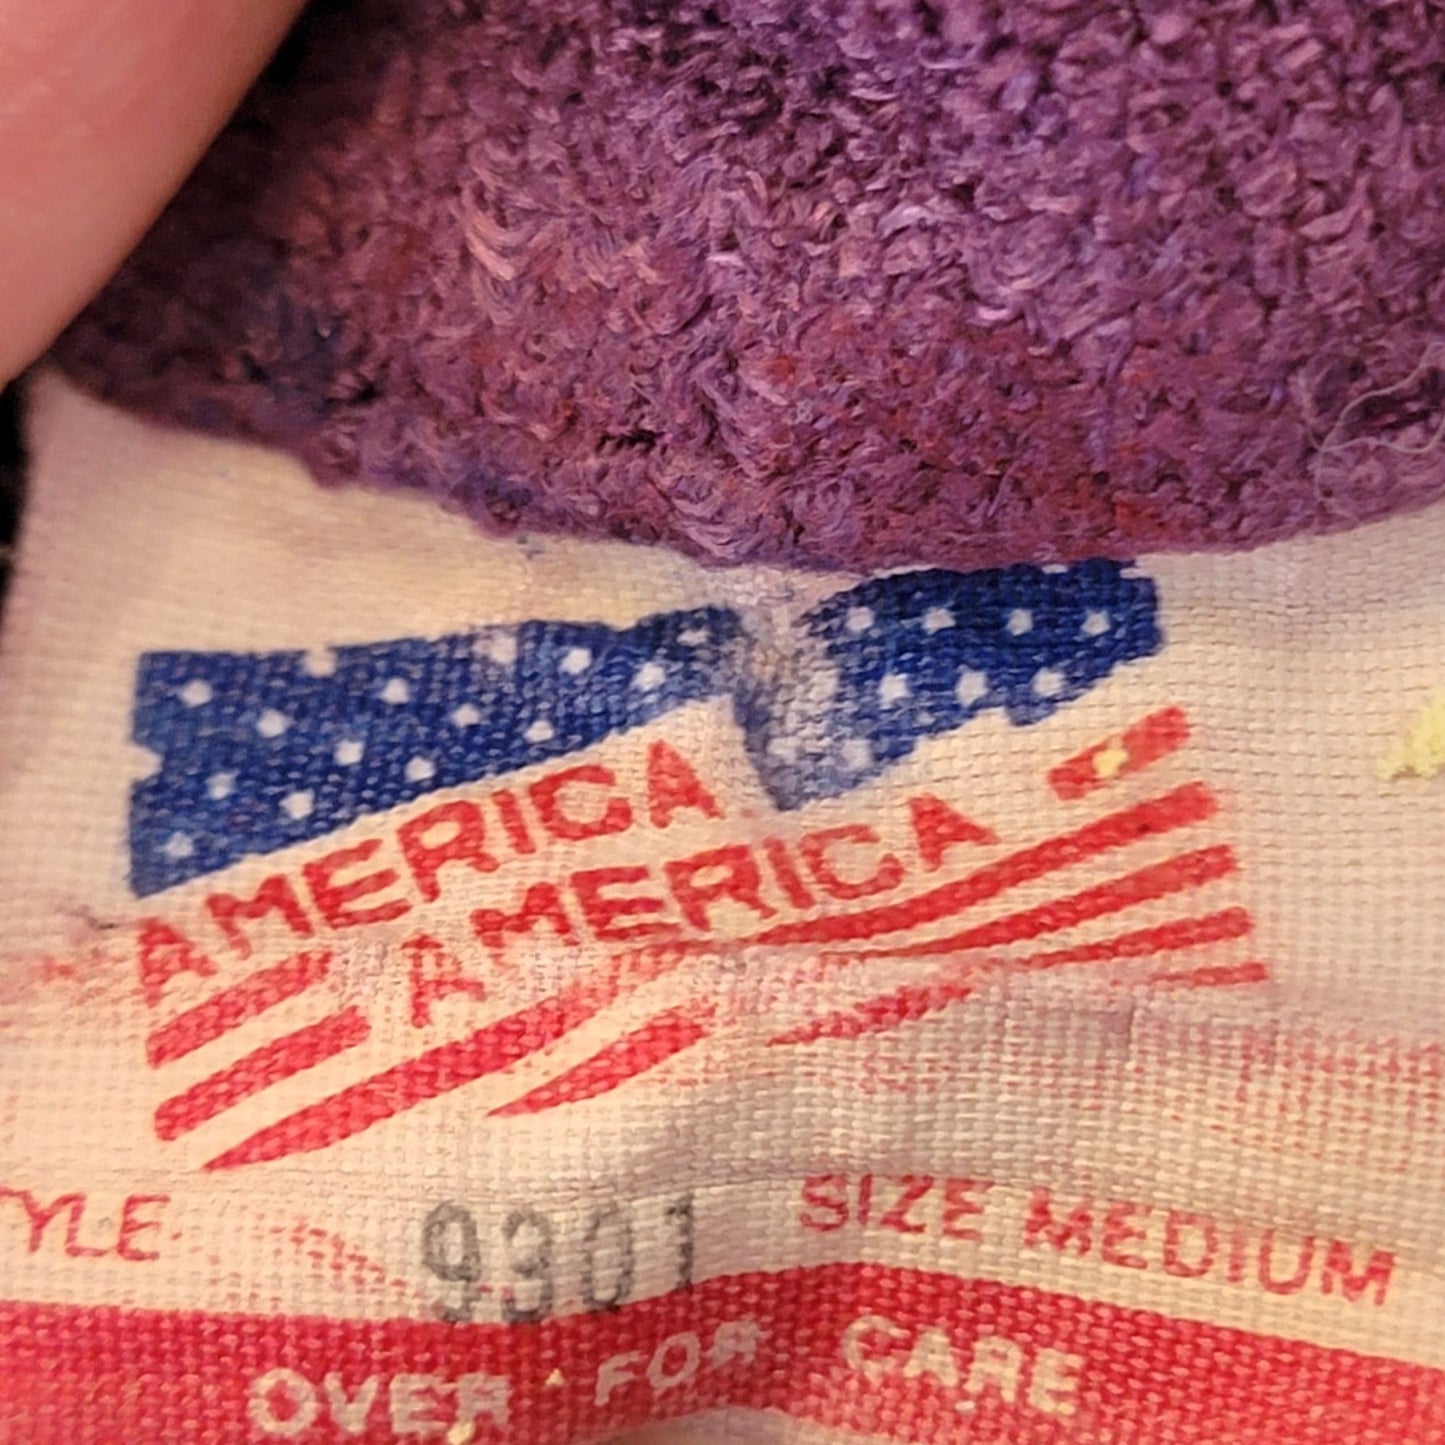 AMERICA
AMERICA
TYLE 9301 SIZE MEDIUM
OVER FOR CARE